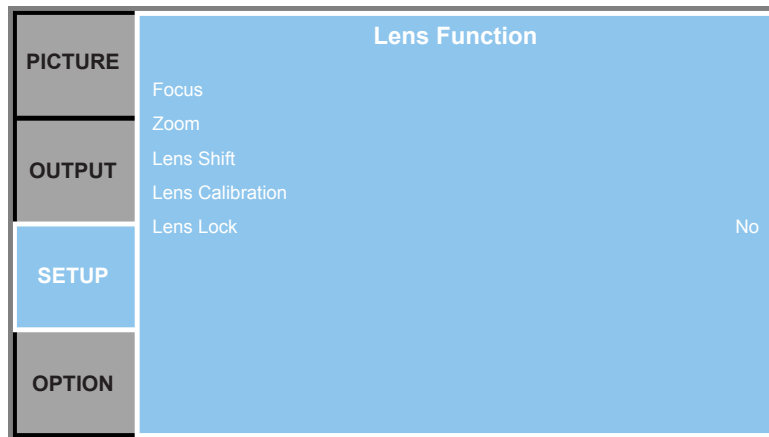 PICTURE
OUTPUT
SETUP
OPTION
Lens Function
Focus
Zoom
Lens Shift
Lens Calibration
Lens Lock No